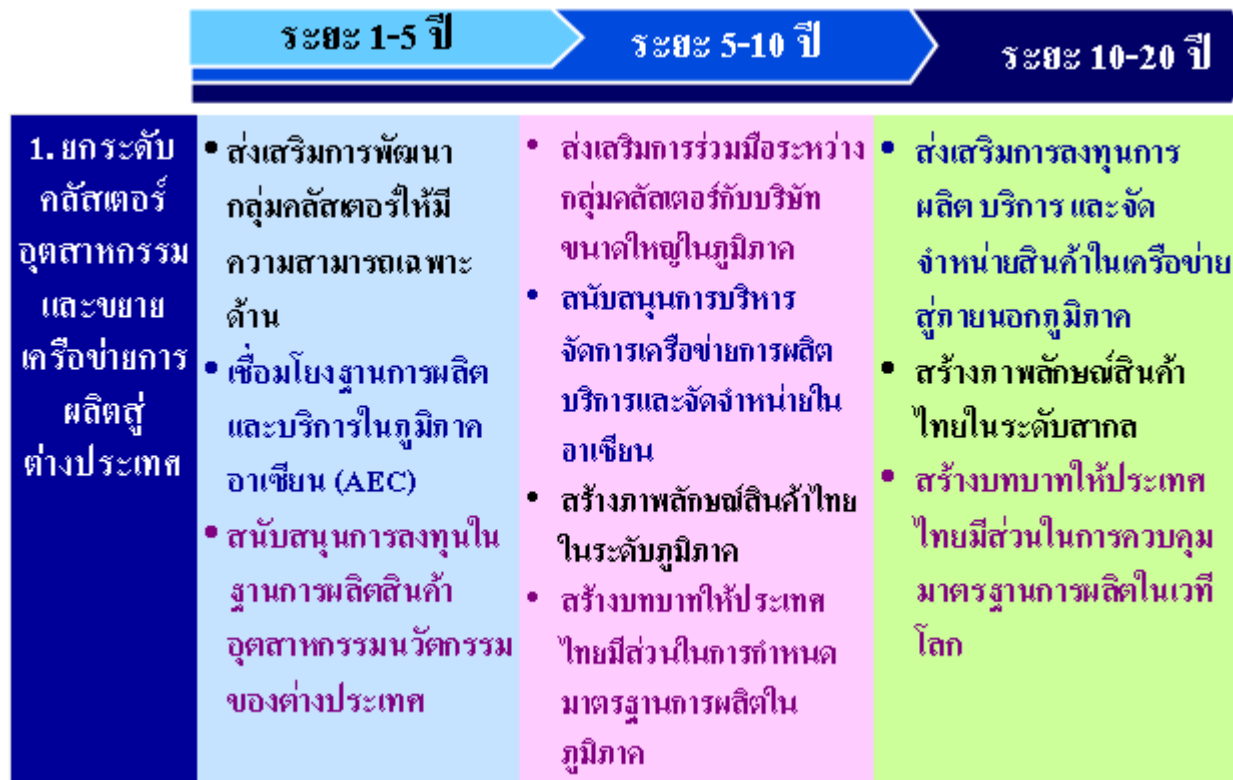 ระยะ 1-5 ปี
ระยะ 5-10 ปี
ระยะ 10-20 ปี
1. ยกระดับ
คลัสเตอร์
อุตสาหกรรม
และขยาย
เครือข่ายการ
ผลิตสู่
ต่างประเทศ
• ส่งเสริมการพัฒนา
กลุ่มคลัสเตอร์ให้มี
ความสามารถเฉพาะ
ด้าน
• เชื่อมโยงฐานการผลิต
และบริการในภูมิภาค
อาเซียน (AEC)
• สนับสนุนการลงทุนใน
ฐานการผลิตสินค้า
อุตสาหกรรมนวัตกรรม
ของต่างประเทศ
• ส่งเสริมการร่วมมือระหว่าง
กลุ่มคลัสเตอร์กับบริษัท
ขนาดใหญ่ในภูมิภาค
• สนับสนุนการบริหาร
จัดการเครือข่ายการผลิต
บริการและจัดจำหน่ายใน
อาเซียน
• สร้างภาพลักษณ์สินค้าไทย
ในระดับภูมิภาค
• สร้างบทบาทให้ประเทศ
ไทยมีส่วนในการกำหนด
มาตรฐานการผลิตใน
ภูมิภาค
• ส่งเสริมการลงทุนการ
ผลิต บริการ และจัด
จำหน่ายสินค้าในเครือข่าย
สู่ภายนอกภูมิภาค
• สร้างภาพลักษณ์สินค้า
ไทยในระดับสากล
• สร้างบทบาทให้ประเทศ
ไทยมีส่วนในการควบคุม
มาตรฐานการผลิตในเวที
โลก